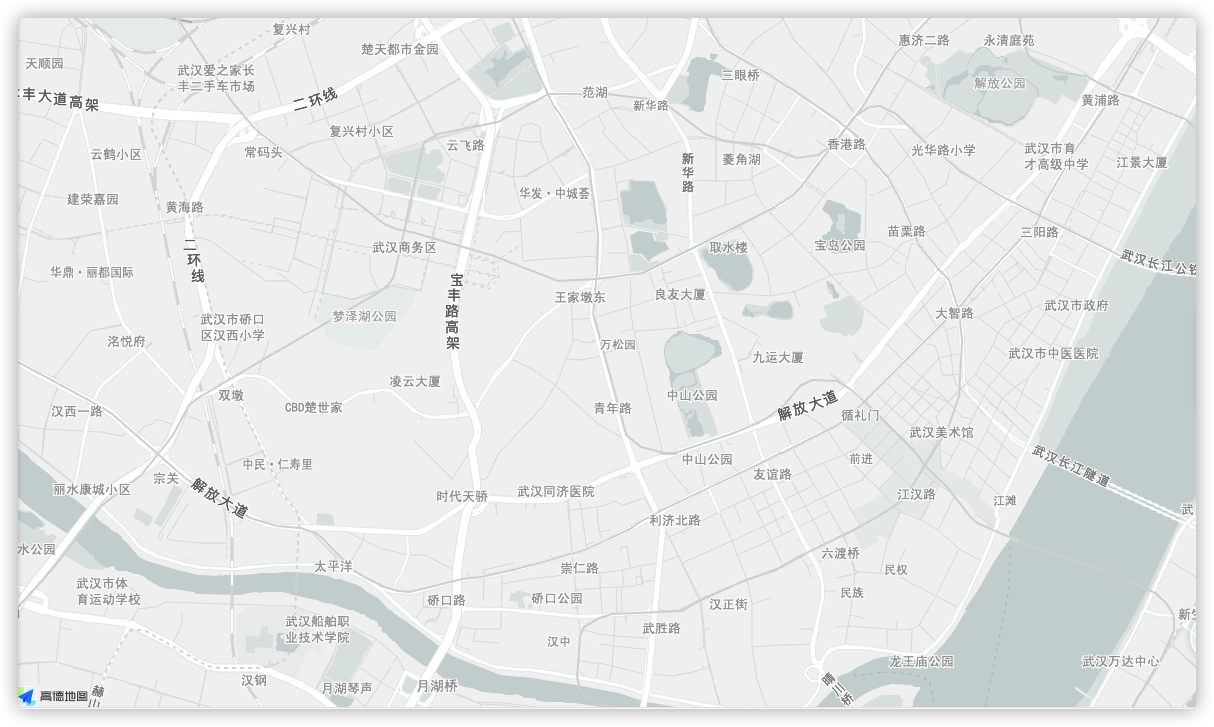 复兴村
楚天都市金园
惠济二路
永清庭苑
天顺园
武汉爱之家长
丰二手车市场
三眼桥
解放公园
丰大道高架
二环线
范湖
新华路
黄浦路
复兴村小区
云鹤小区
常码头
云飞路
新华路
菱角湖
香港路
光华路小学
武汉市育
才高级中学
江景大厦
建荣嘉园
黄海路
华发·中城荟
武汉商务区
取水楼
宝岛公园
苗栗路
三阳路
二环线
武汉长江公铁
华鼎·丽都国际
宝丰路高架
王家墩东
良友大厦
武汉市政府
武汉市硚口
区汉西小学
梦泽湖公园
大智路
洺悦府
万松园
九运大厦
武汉市中医医院
凌云大厦
双墩
CBD楚世家
中山公园
汉西一路
青年路
解放大道
循礼门
武汉美术馆
中山公园
前进
武汉长江隧道
中民·仁寿里
宗关
友谊路
丽水康城小区
解放大道
时代天骄
武汉同济医院
江汉路
江滩
武
利济北路
水公园
六渡桥
太平洋
崇仁路
民权
武汉市体
育运动学校
民族
硚口路
硚口公园
汉正街
新生
武汉船舶职
业技术学院
汉中
武胜路
龙王庙公园
武汉万达中心
汉钢
月湖琴声
月湖桥
晴川桥
赫山
高德地图